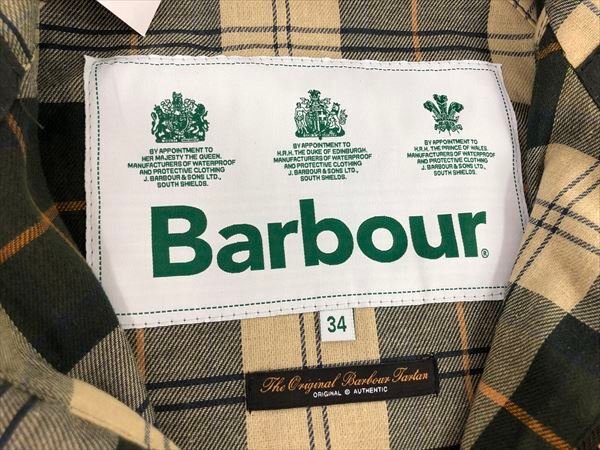 BY APPOINTMENT TO
HER MAJESTY THE QUEEN.
MANUFACTURERS OF WATERPROOF
AND PROTECTIVE CLOTHING
J. BARBOUR & SONS LTD.,
SOUTH SHIELDS.
BY APPOINTMENT TO
H.R.H. THE DUKE OF EDINBURGH.
MANUFACTURERS OF WATERPROOF
AND PROTECTIVE CLOTHING
J. BARBOUR & SONS LTD.,
SOUTH SHIELDS.
BY APPOINTMENT TO
H.R.H. THE PRINCE OF WALES.
MANUFACTURERS OF WATERPROOF
AND PROTECTIVE CLOTHING
J. BARBOUR & SONS LTD.,
SOUTH SHIELDS.
Barbour®
34
The Original Barbour Tartan
ORIGINAL © AUTHENTIC